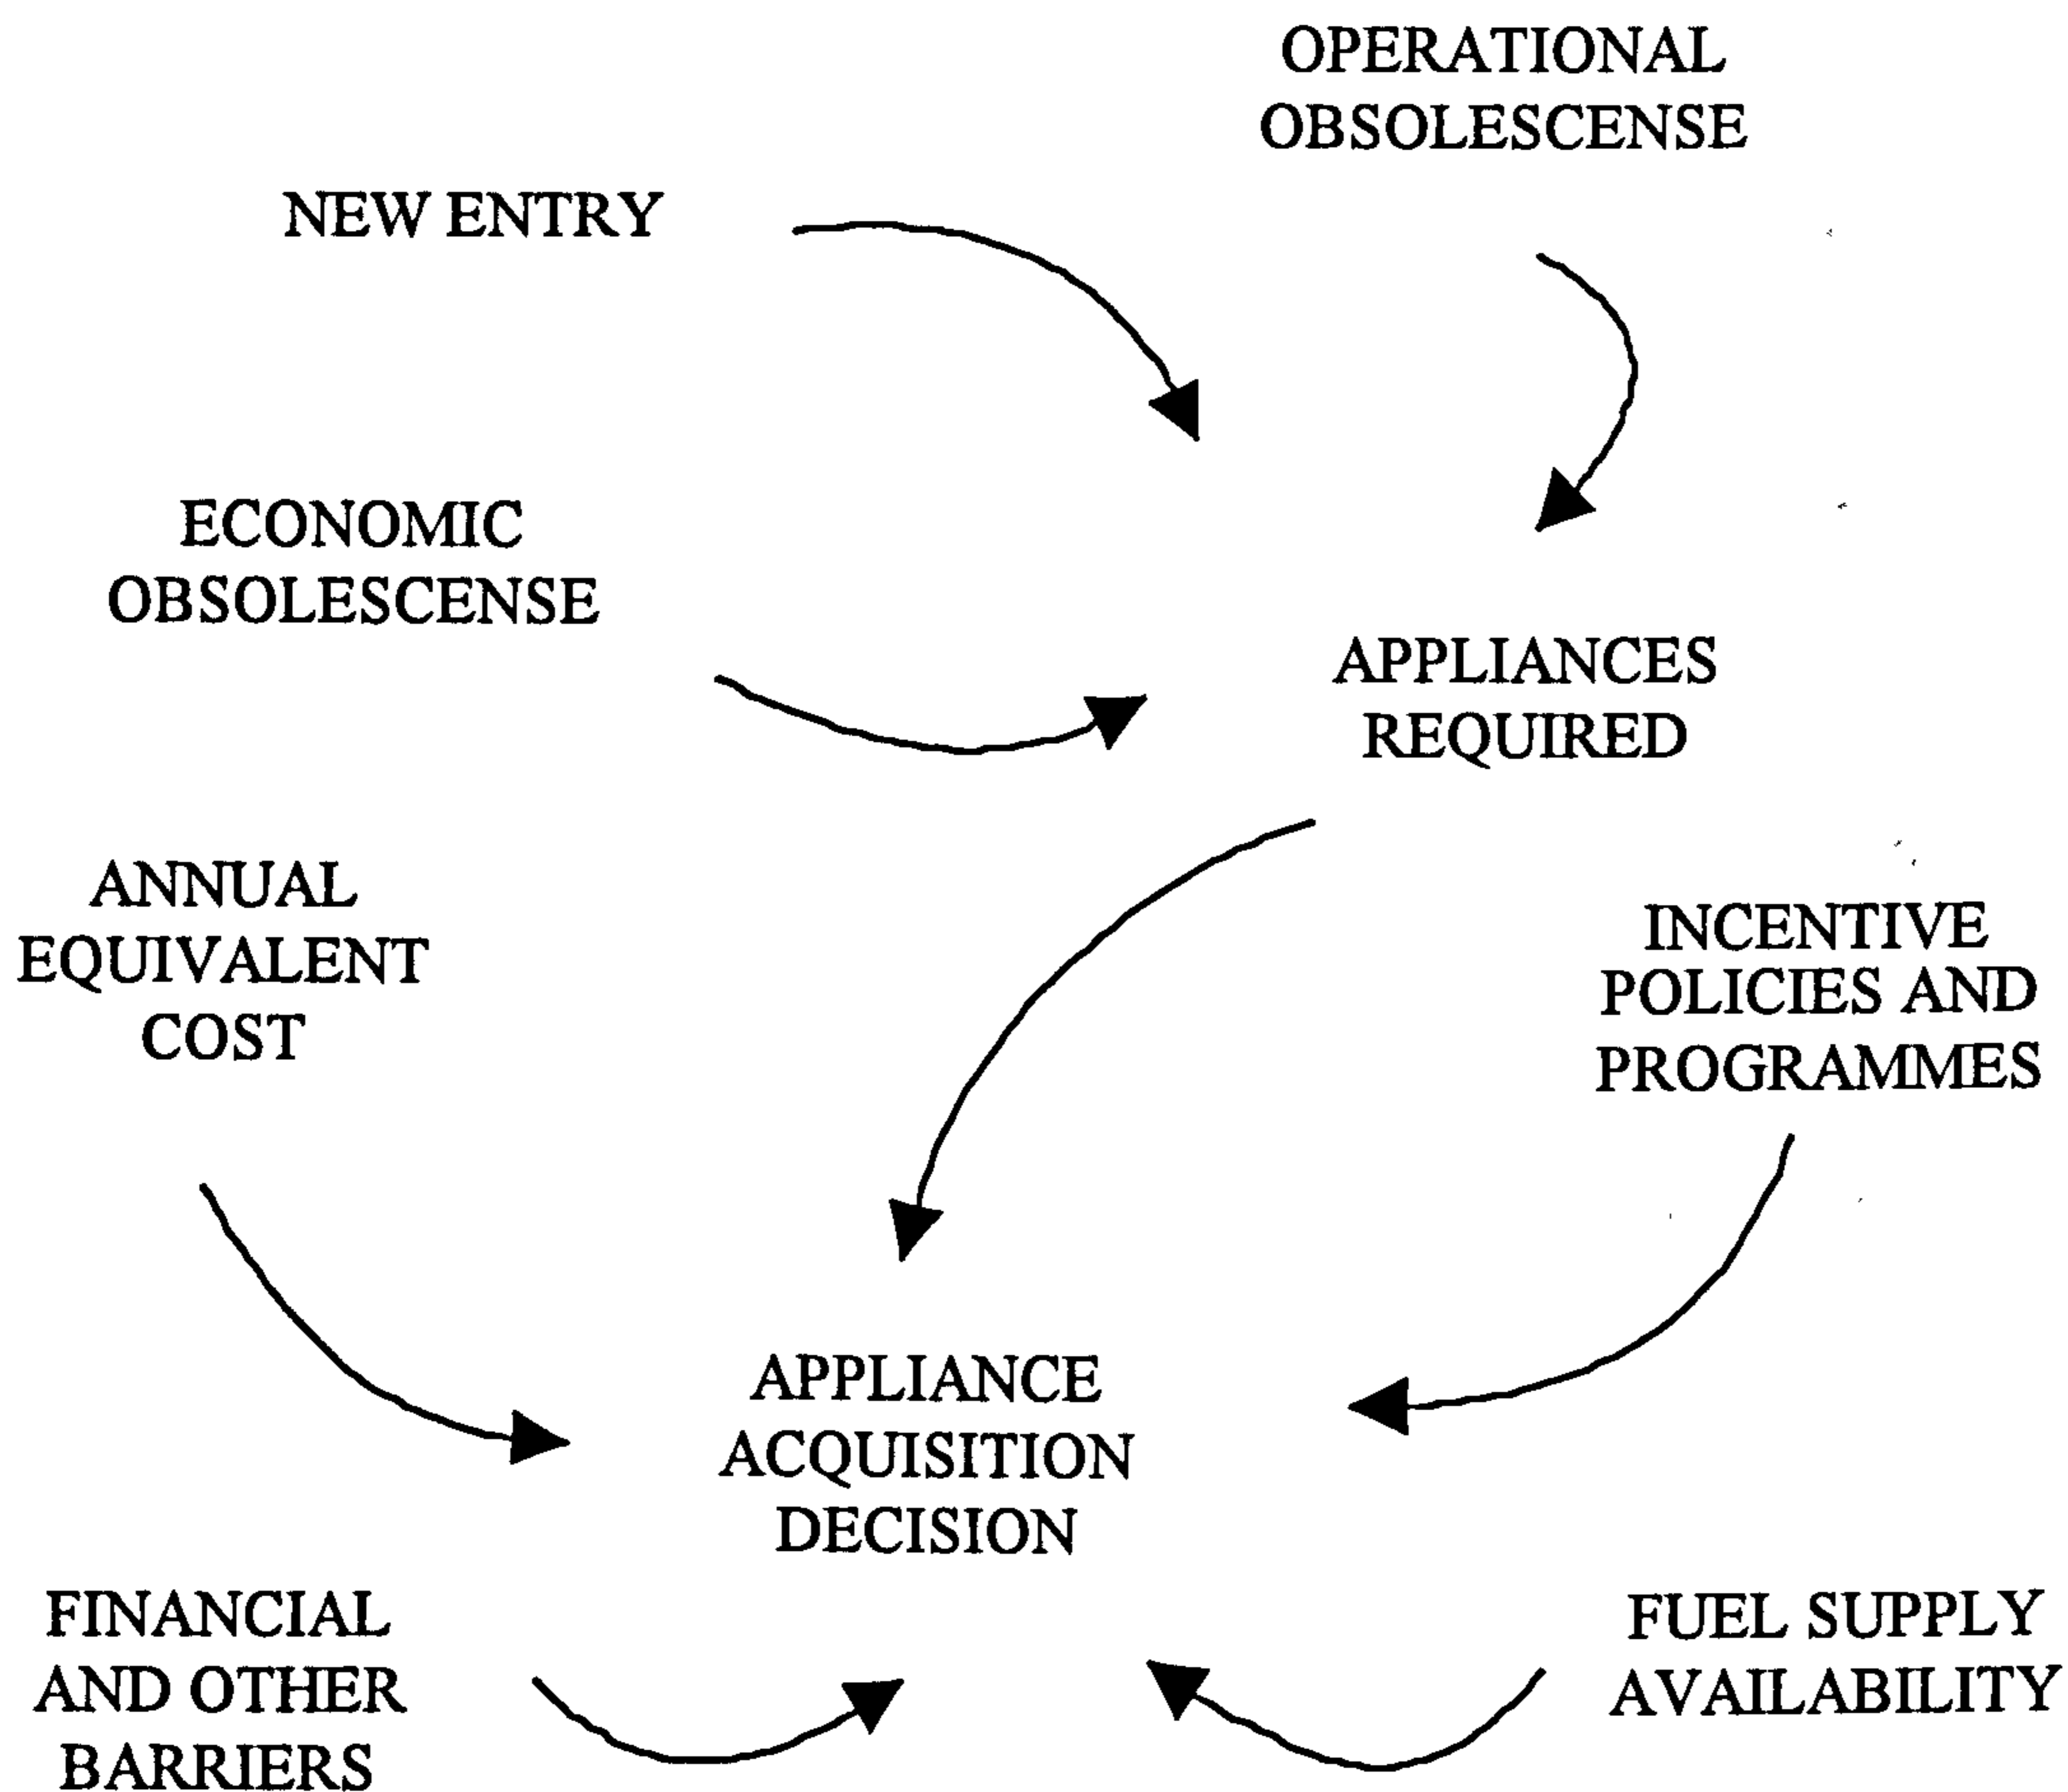 OPERATIONAL
OBSOLESCENSE
NEW ENTRY
ECONOMIC
OBSOLESCENSE
APPLIANCES
REQUIRED
ANNUAL
EQUIVALENT
COST
INCENTIVE
POLICIES AND
PROGRAMMES
APPLIANCE
ACQUISITION
DECISION
FINANCIAL
AND OTHER
BARRIERS
FUEL SUPPLY
AVAILABILITY